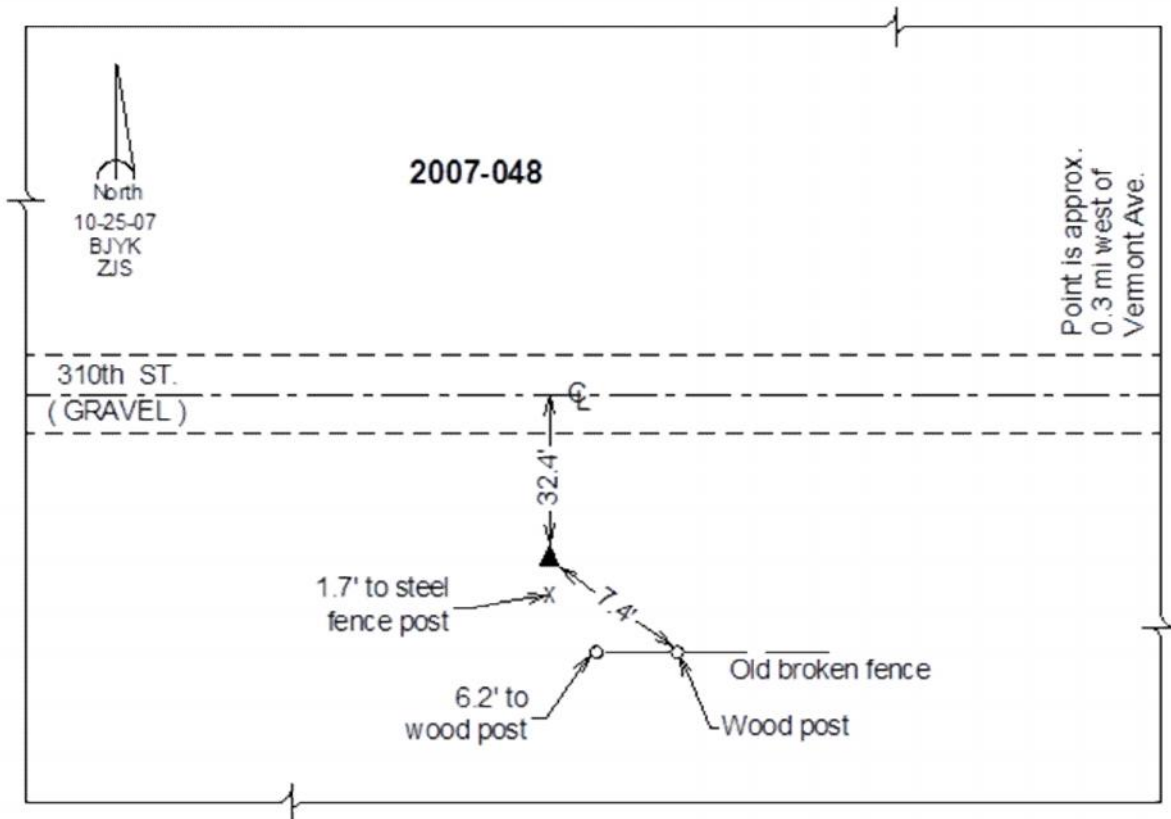 2007-048
North
10-25-07
BJYK
ZJS
Point is approx.
0.3 mi west of
Vermont Ave.
310th ST.
( GRAVEL )
℄
32.4'
1.7' to steel
fence post
X
7.4'
6.2' to
wood post
Old broken fence
Wood post